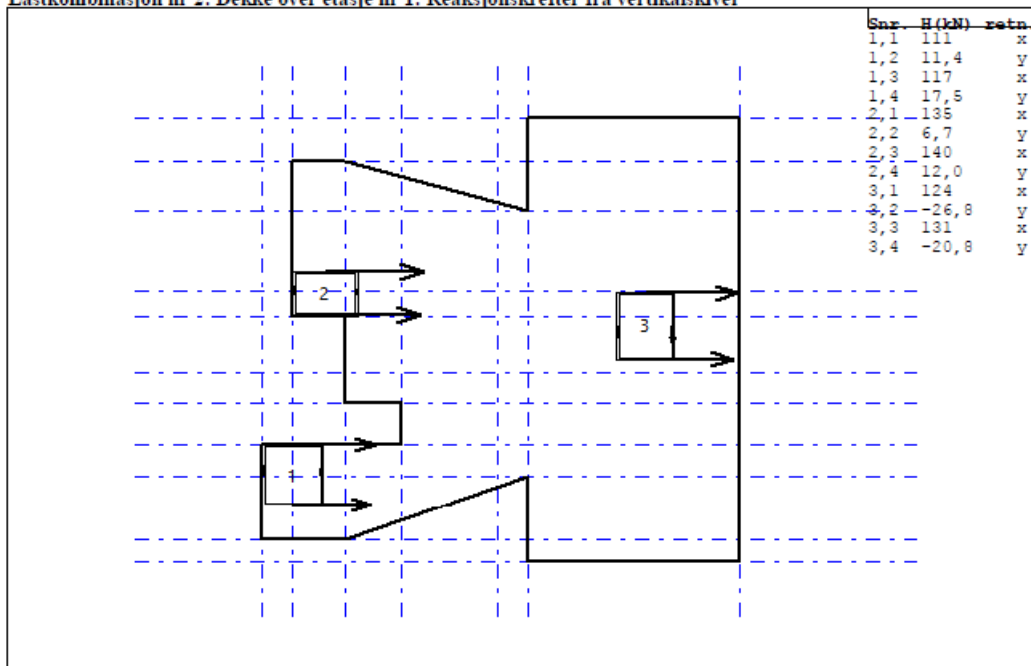 Lastkombinasjon nr 2: Dekke over etasje nr 1: Reaksjonskrefter fra vertikalskiver
Snr. H(kN) retn.
1,1 111 x
1,2 11,4 y
1,3 117 x
1,4 17,5 y
2,1 135 x
2,2 6,7 y
2,3 140 x
2,4 12,0 y
3,1 124 x
3,2 -26,8 y
3,3 131 x
3,4 -20,8 y
2
3
1